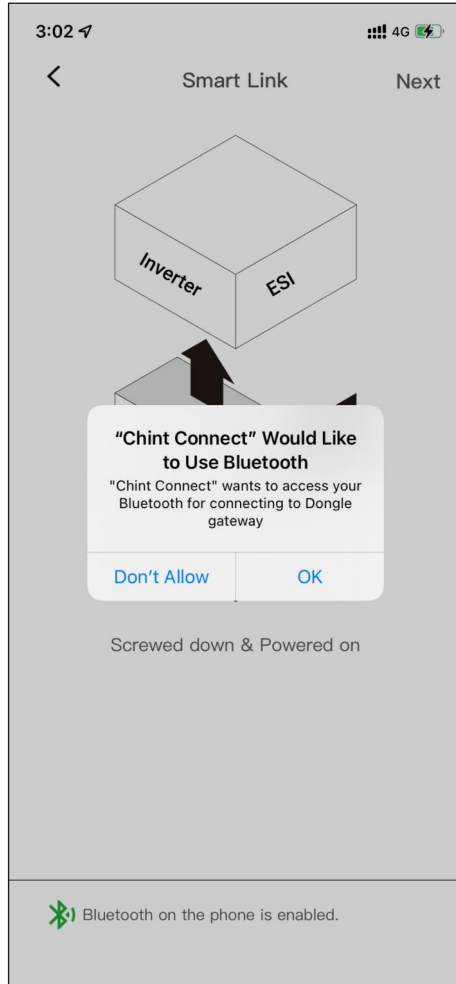 3:02 4G
Smart Link Next
Inverter ESI
“Chint Connect” Would Like
to Use Bluetooth
"Chint Connect" wants to access your
Bluetooth for connecting to Dongle
gateway
Don’t Allow OK
Screwed down & Powered on
Bluetooth on the phone is enabled.